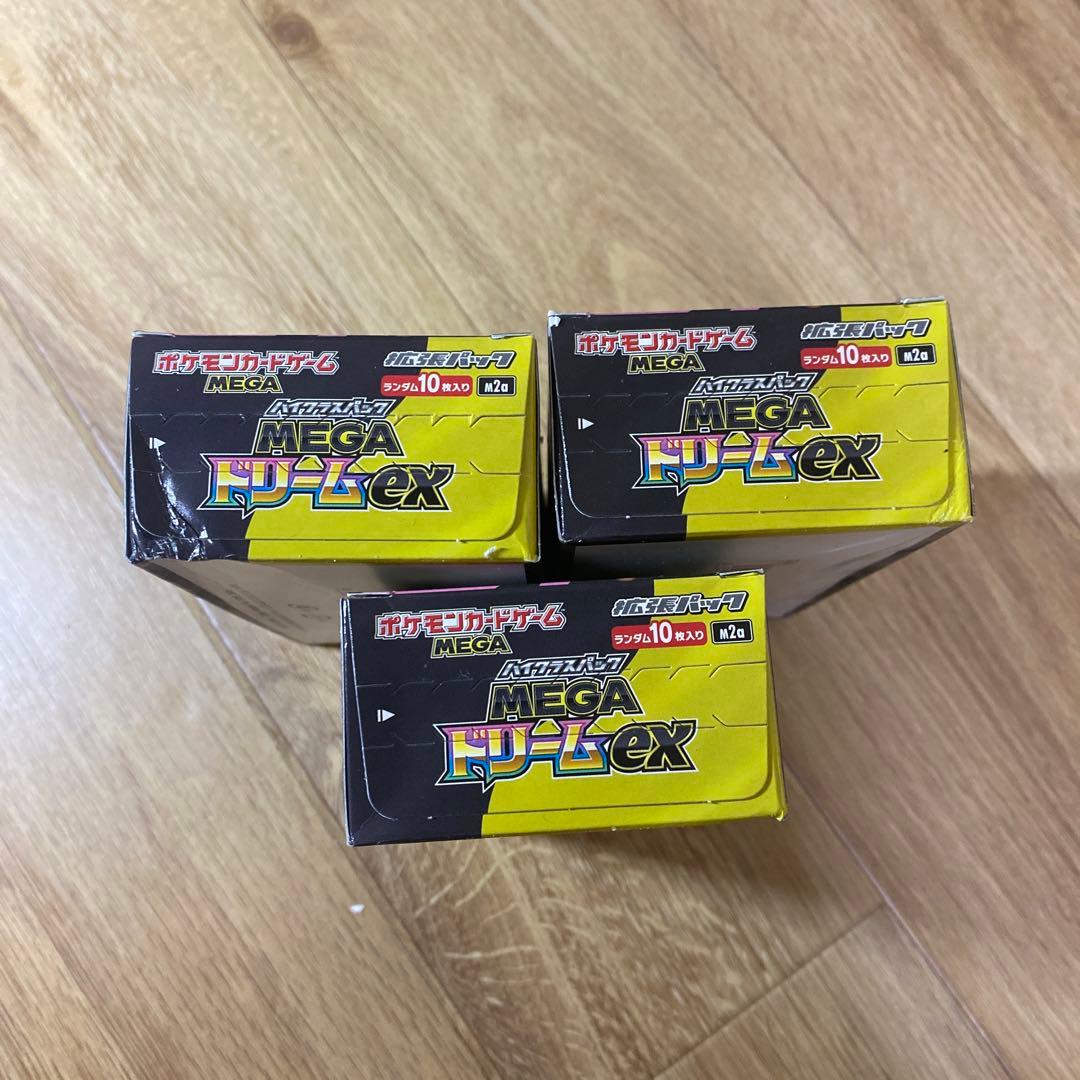 ポケモンカードゲーム
MEGA
拡張パック
ランダム10枚入り
M2a
ハイクラスパック
MEGA
ドリームex
ポケモンカードゲーム
MEGA
拡張パック
ランダム10枚入り
M2a
ハイクラスパック
MEGA
ドリームex
ポケモンカードゲーム
MEGA
拡張パック
ランダム10枚入り
M2a
ハイクラスパック
MEGA
ドリームex